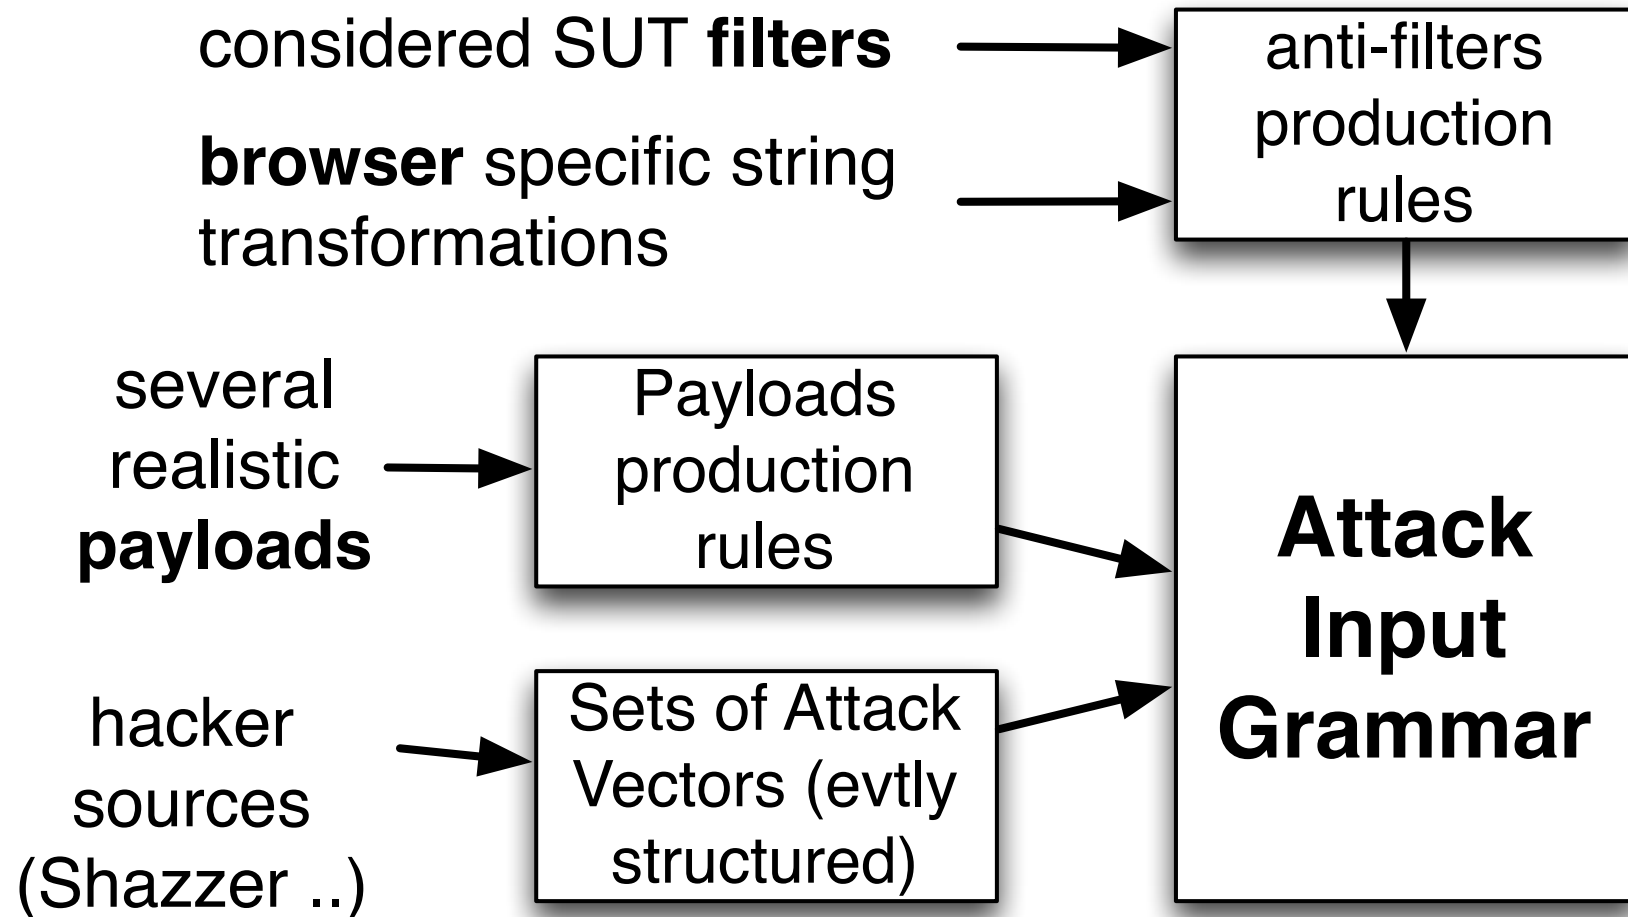 considered SUT filters
browser specific string
transformations
anti-filters
production
rules
several
realistic
payloads
Payloads
production
rules
hacker
sources
(Shazzer ..)
Sets of Attack
Vectors (evtly
structured)
Attack
Input
Grammar